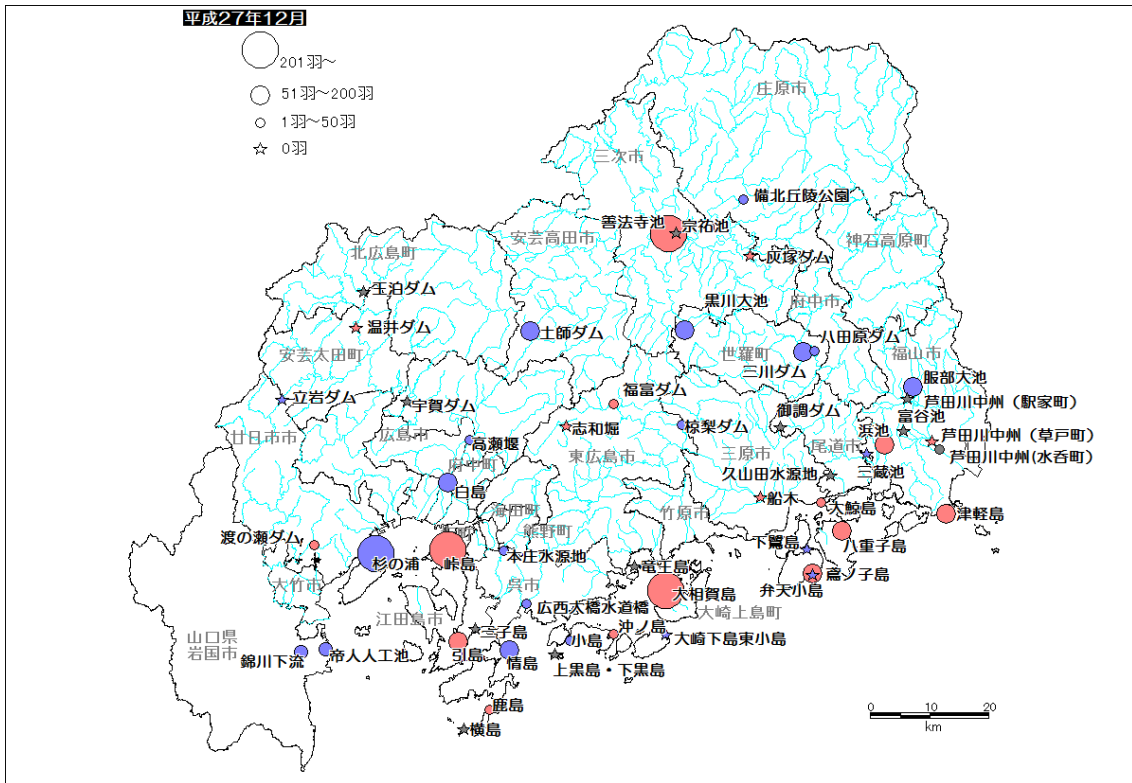 平成27年12月
201羽～
51羽～200羽
1羽～50羽
0羽
庄原市
三次市
備北丘陵公園
善法寺池
宗祐池
安芸高田市
神石高原町
北広島町
灰塚ダム
王泊ダム
黒川大池
府中市
温井ダム
土師ダム
八田原ダム
安芸太田町
世羅町
福山市
三川ダム
服部大池
立岩ダム
宇賀ダム
福富ダム
御調ダム
芦田川中州（駅家町）
富谷池
廿日市市
広島市
高瀬堰
志和堀
椋梨ダム
浜池
芦田川中州（草戸町）
尾道市
三原市
東広島市
芦田川中州(水呑町)
府中町
三蔵池
久山田水源地
白島
船木
海田町
大鯨島
竹原市
津軽島
熊野町
渡の瀬ダム
八重子島
下鷺島
本庄水源地
杉の浦
峠島
竜王島
鳶ノ子島
大竹市
呉市
弁天小島
大相賀島
大崎上島町
広西大橋水道橋
江田島市
三子島
小島
沖ノ島
大崎下島東小島
山口県
岩国市
錦川下流
帝人人工池
引島
情島
上黒島・下黒島
鹿島
横島
0 10 20
km